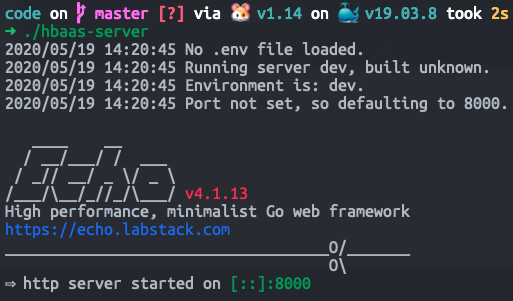 code on master [?] via 🐹 v1.14 on 🐳 v19.03.8 took 2s
➜ ./hbaas-server
2020/05/19 14:20:45 No .env file loaded.
2020/05/19 14:20:45 Running server dev, built unknown.
2020/05/19 14:20:45 Environment is: dev.
2020/05/19 14:20:45 Port not set, so defaulting to 8000.
Echo v4.1.13
High performance, minimalist Go web framework
https://echo.labstack.com
____________________________________O/_______
                                    O\
⇨ http server started on [::]:8000